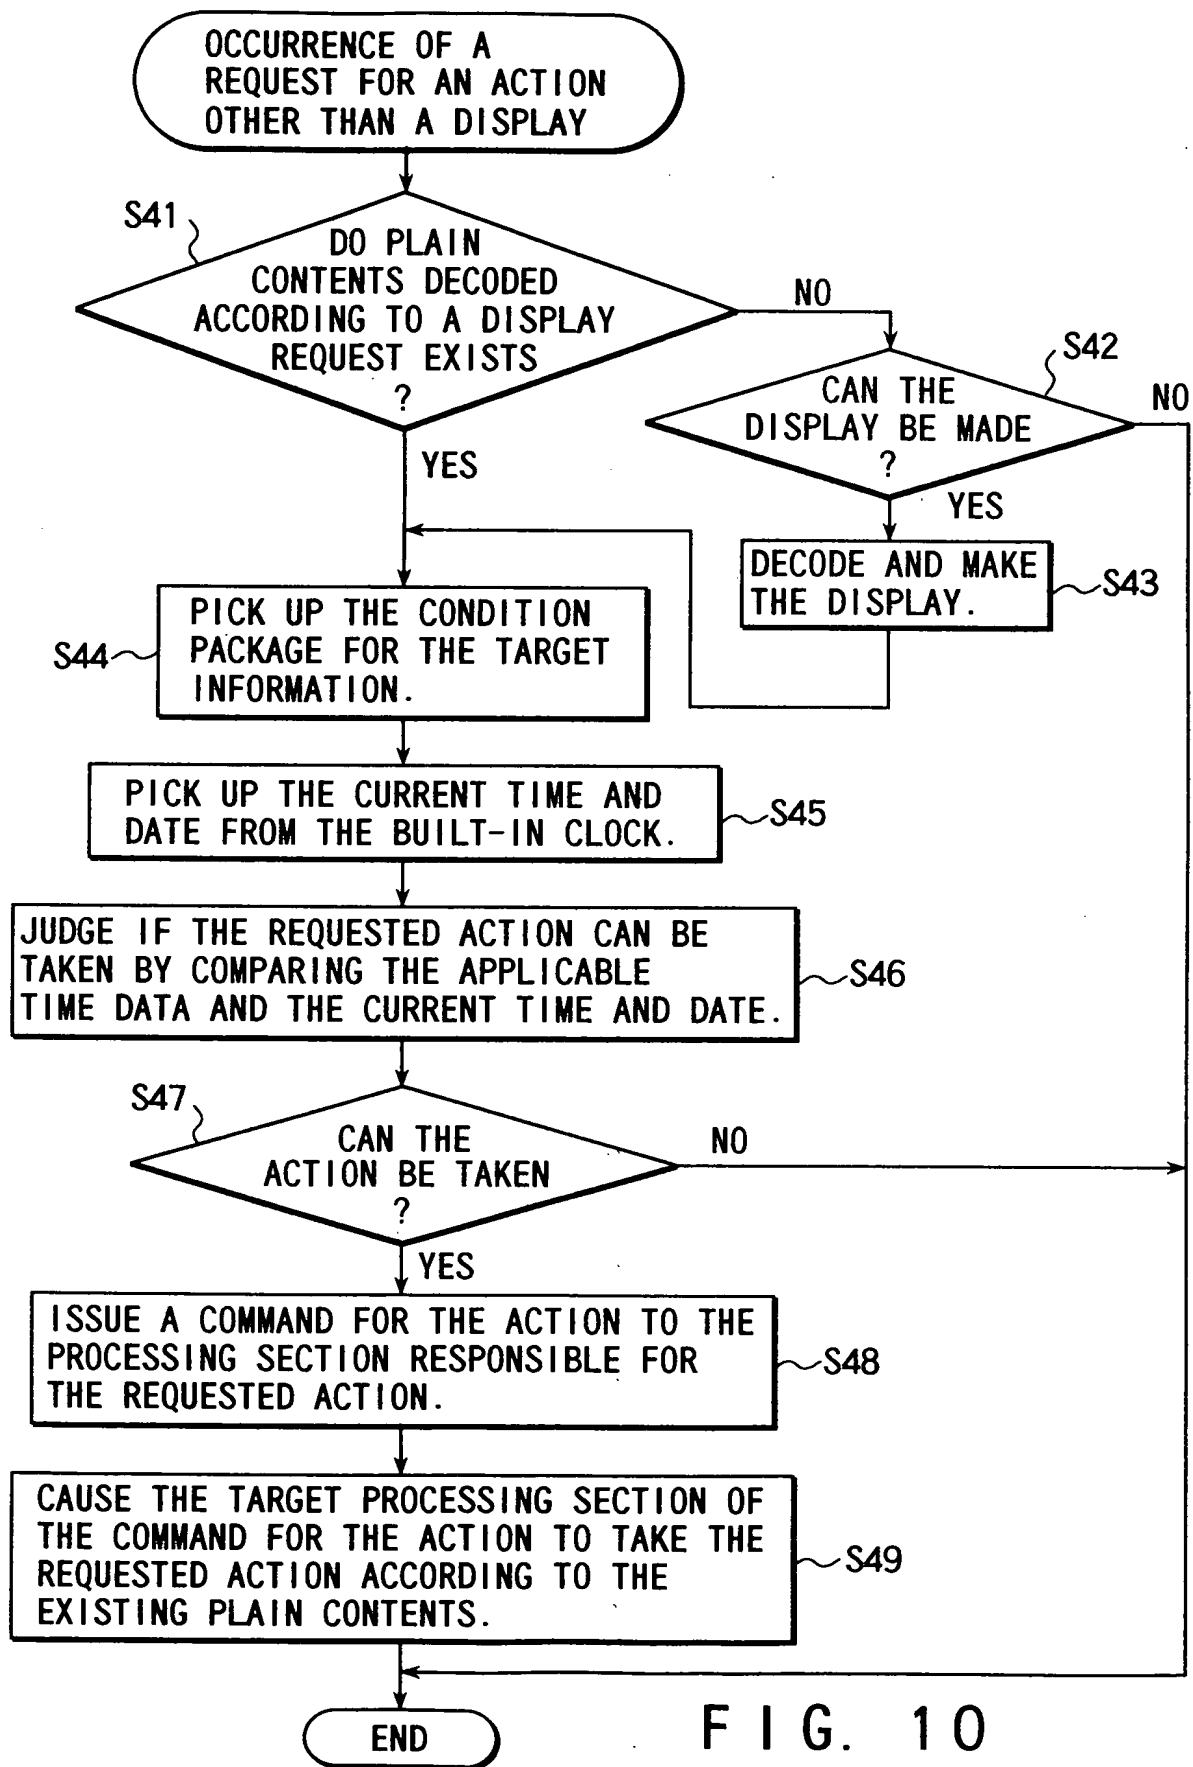 OCCURRENCE OF A
REQUEST FOR AN ACTION
OTHER THAN A DISPLAY
S41
DO PLAIN
CONTENTS DECODED
ACCORDING TO A DISPLAY
REQUEST EXISTS
?
NO
S42
CAN THE
DISPLAY BE MADE
?
NO
YES
YES
DECODE AND MAKE
THE DISPLAY.
S43
S44
PICK UP THE CONDITION
PACKAGE FOR THE TARGET
INFORMATION.
PICK UP THE CURRENT TIME AND
DATE FROM THE BUILT-IN CLOCK.
S45
JUDGE IF THE REQUESTED ACTION CAN BE
TAKEN BY COMPARING THE APPLICABLE
TIME DATA AND THE CURRENT TIME AND DATE.
S46
S47
CAN THE
ACTION BE TAKEN
?
NO
YES
ISSUE A COMMAND FOR THE ACTION TO THE
PROCESSING SECTION RESPONSIBLE FOR
THE REQUESTED ACTION.
S48
CAUSE THE TARGET PROCESSING SECTION OF
THE COMMAND FOR THE ACTION TO TAKE THE
REQUESTED ACTION ACCORDING TO THE
EXISTING PLAIN CONTENTS.
S49
END
FIG. 10